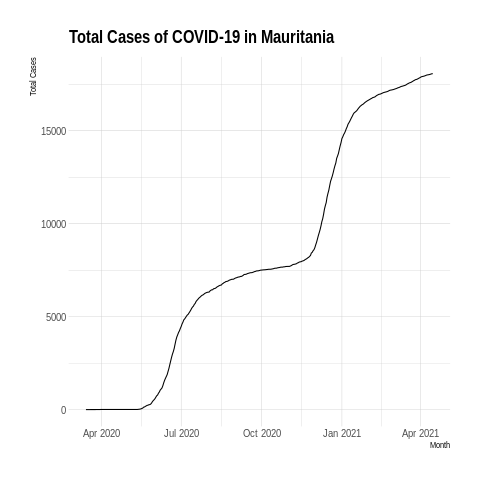 Total Cases of COVID-19 in Mauritania
Total Cases
15000
10000
5000
0
Apr 2020 Jul 2020 Oct 2020 Jan 2021 Apr 2021
Month